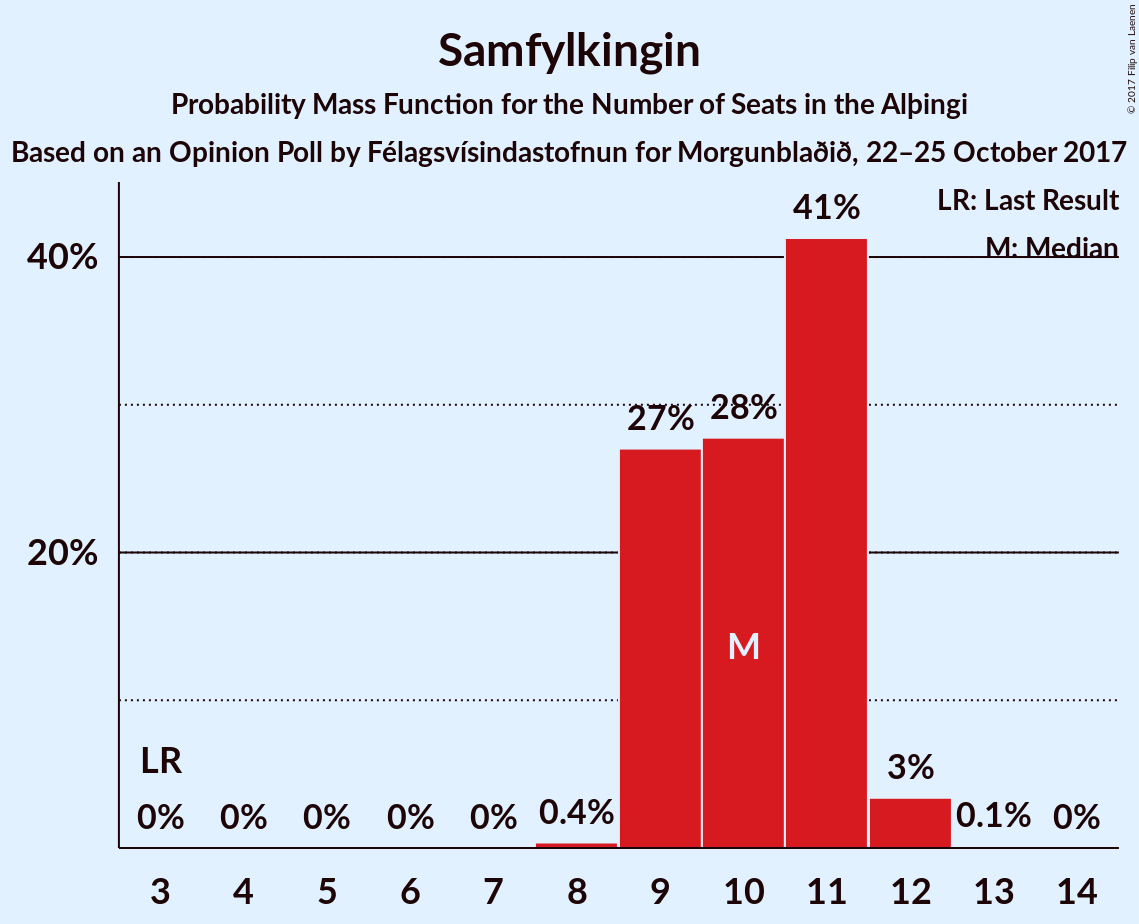 Samfylkingin
Probability Mass Function for the Number of Seats in the Alþingi
Based on an Opinion Poll by Félagsvísindastofnun for Morgunblaðið, 22–25 October 2017
© 2017 Filip van Laenen
LR: Last Result
M: Median
40%
20%
LR
0%
0%
0%
0%
0%
0.4%
27%
28%
41%
3%
0.1%
0%
M
3 4 5 6 7 8 9 10 11 12 13 14